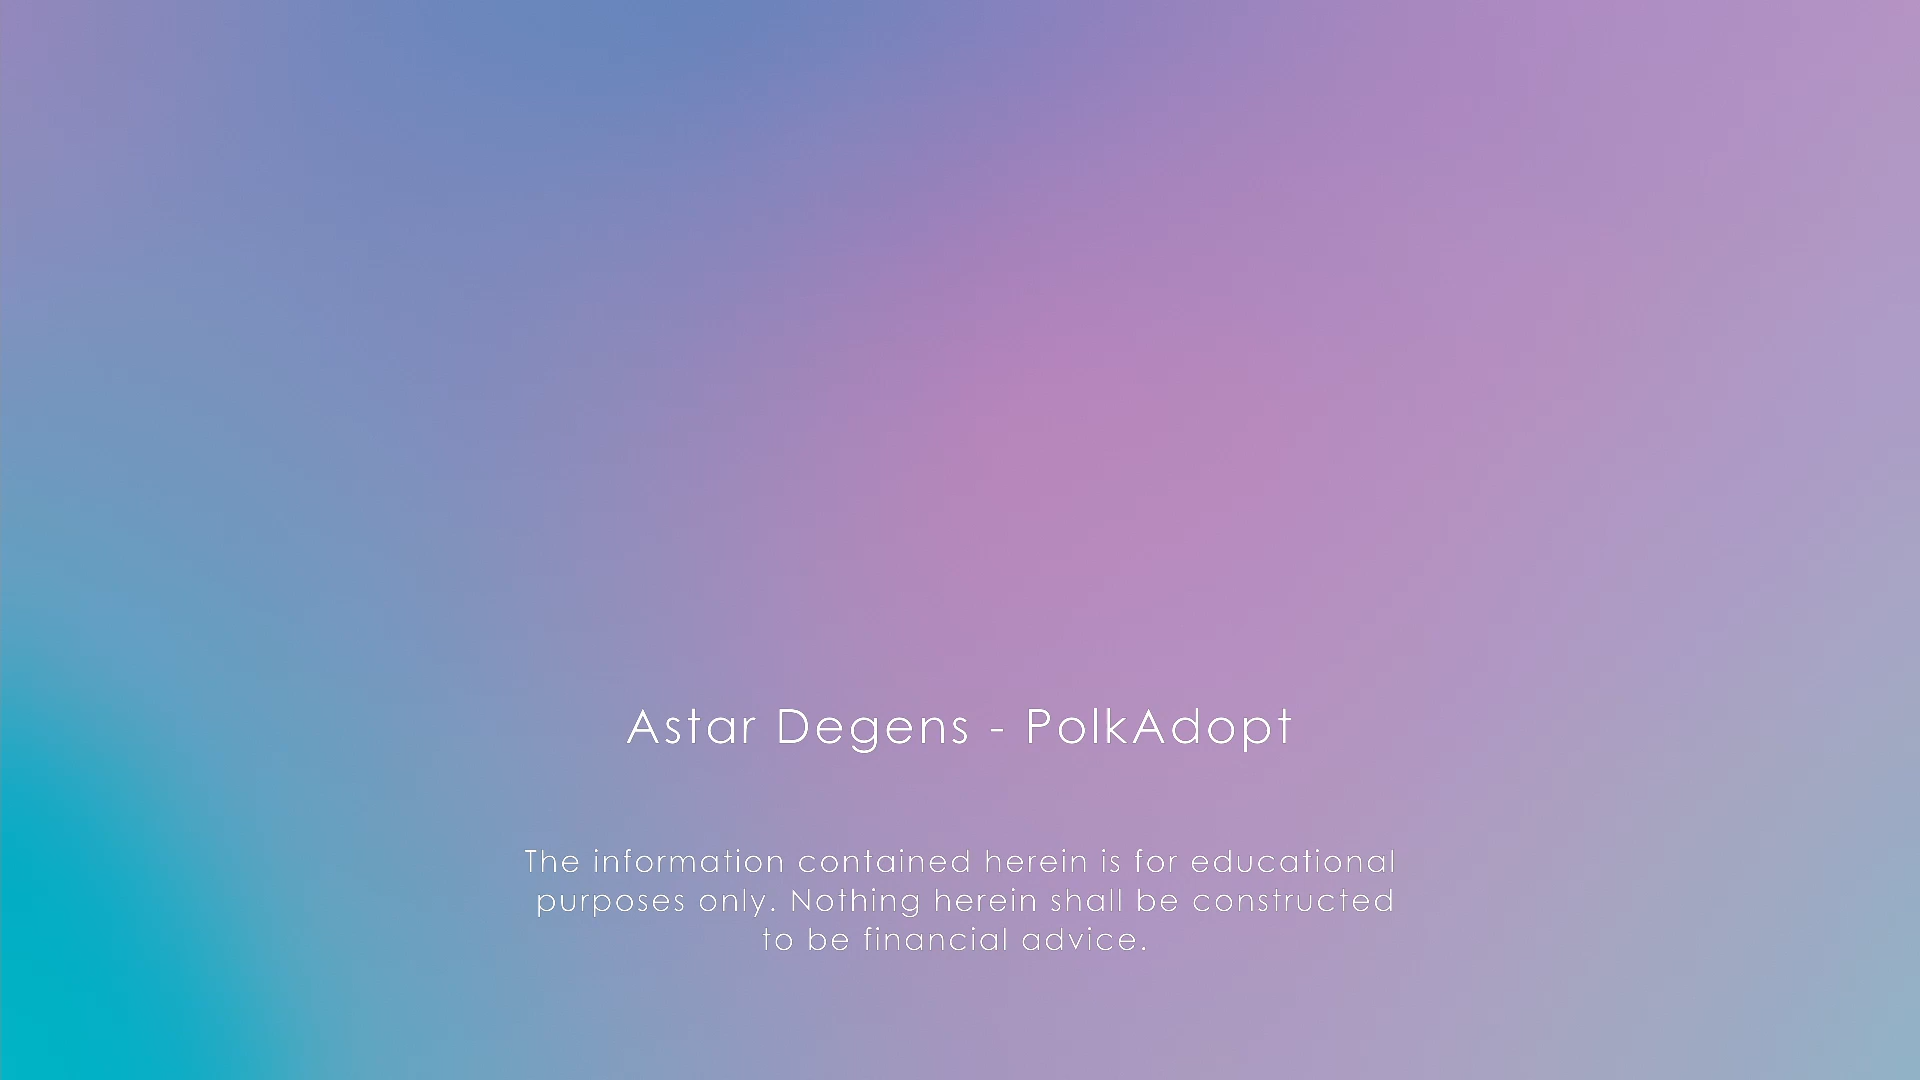 Astar Degens - PolkAdopt
The information contained herein is for educational
purposes only. Nothing herein shall be constructed
to be financial advice.